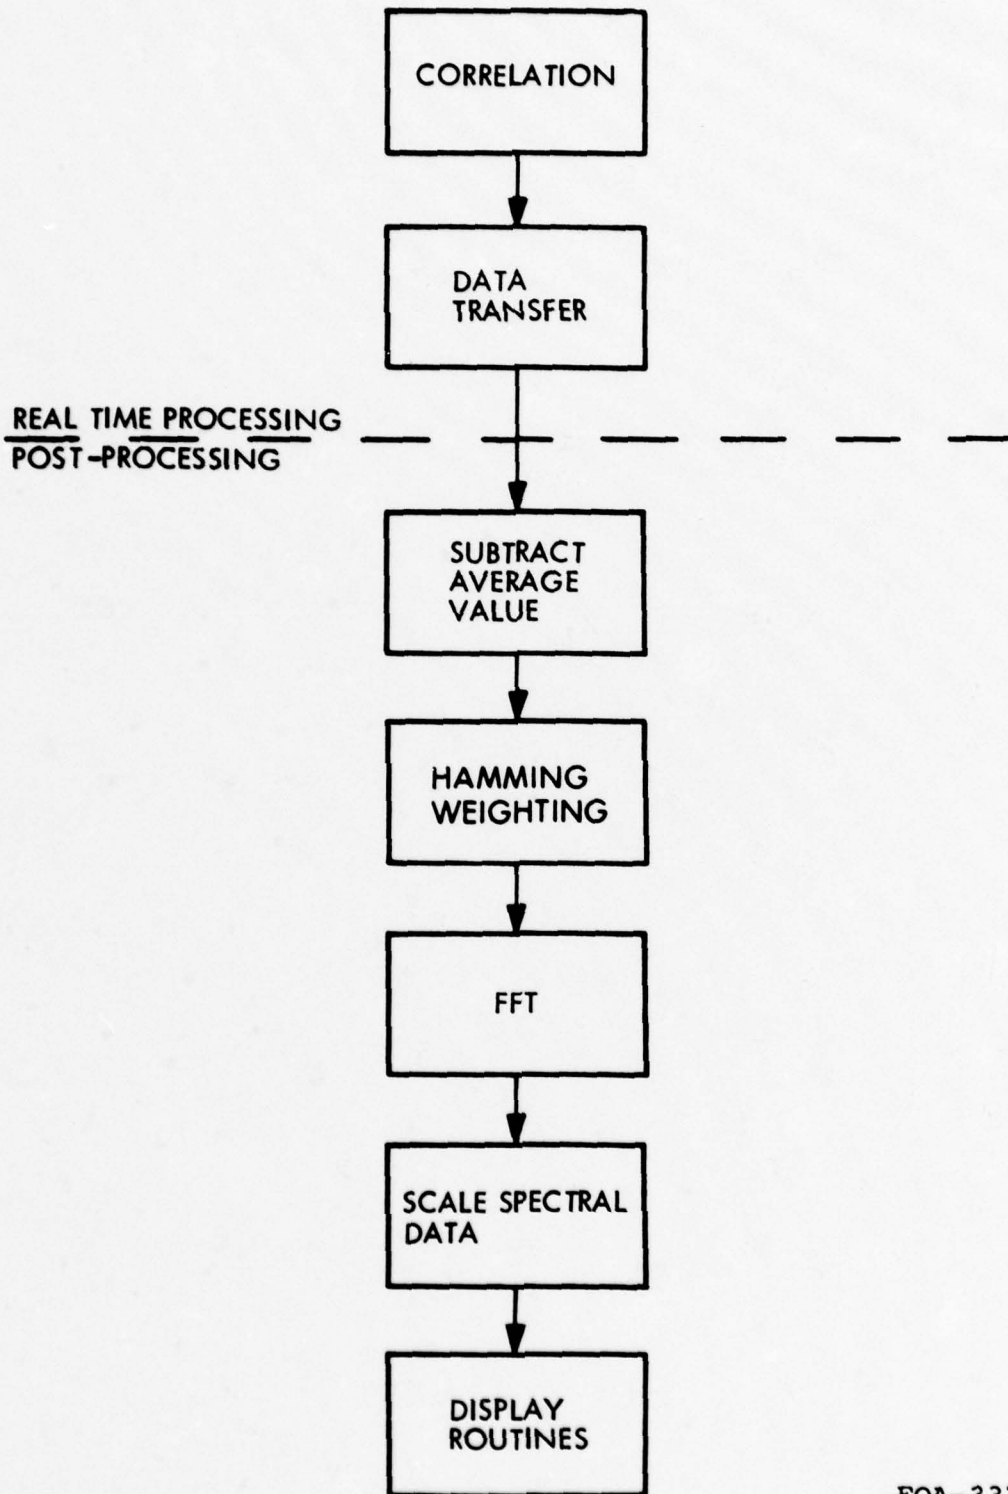 CORRELATION
DATA
TRANSFER
REAL TIME PROCESSING
POST-PROCESSING
SUBTRACT
AVERAGE
VALUE
HAMMING
WEIGHTING
FFT
SCALE SPECTRAL
DATA
DISPLAY
ROUTINES